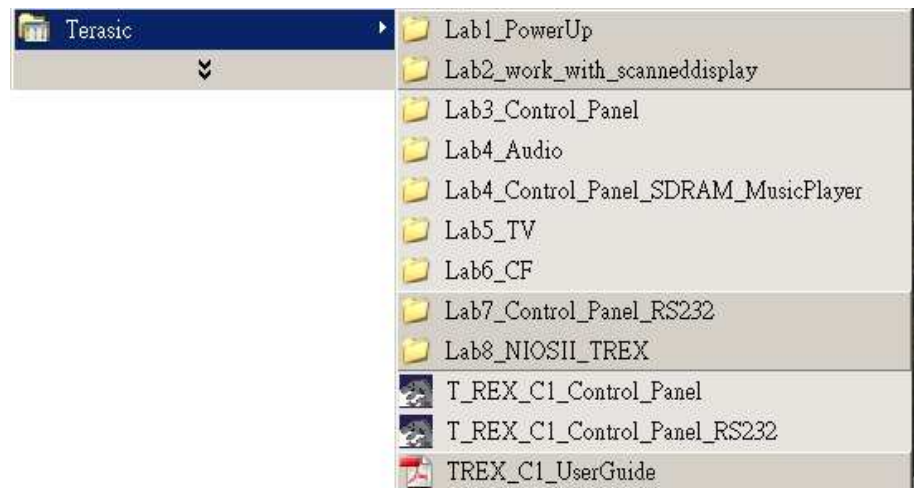 Terasic
Lab1_PowerUp
Lab2_work_with_scanneddisplay
Lab3_Control_Panel
Lab4_Audio
Lab4_Control_Panel_SDRAM_MusicPlayer
Lab5_TV
Lab6_CF
Lab7_Control_Panel_RS232
Lab8_NIOSII_TREX
T_REX_C1_Control_Panel
T_REX_C1_Control_Panel_RS232
TREX_C1_UserGuide